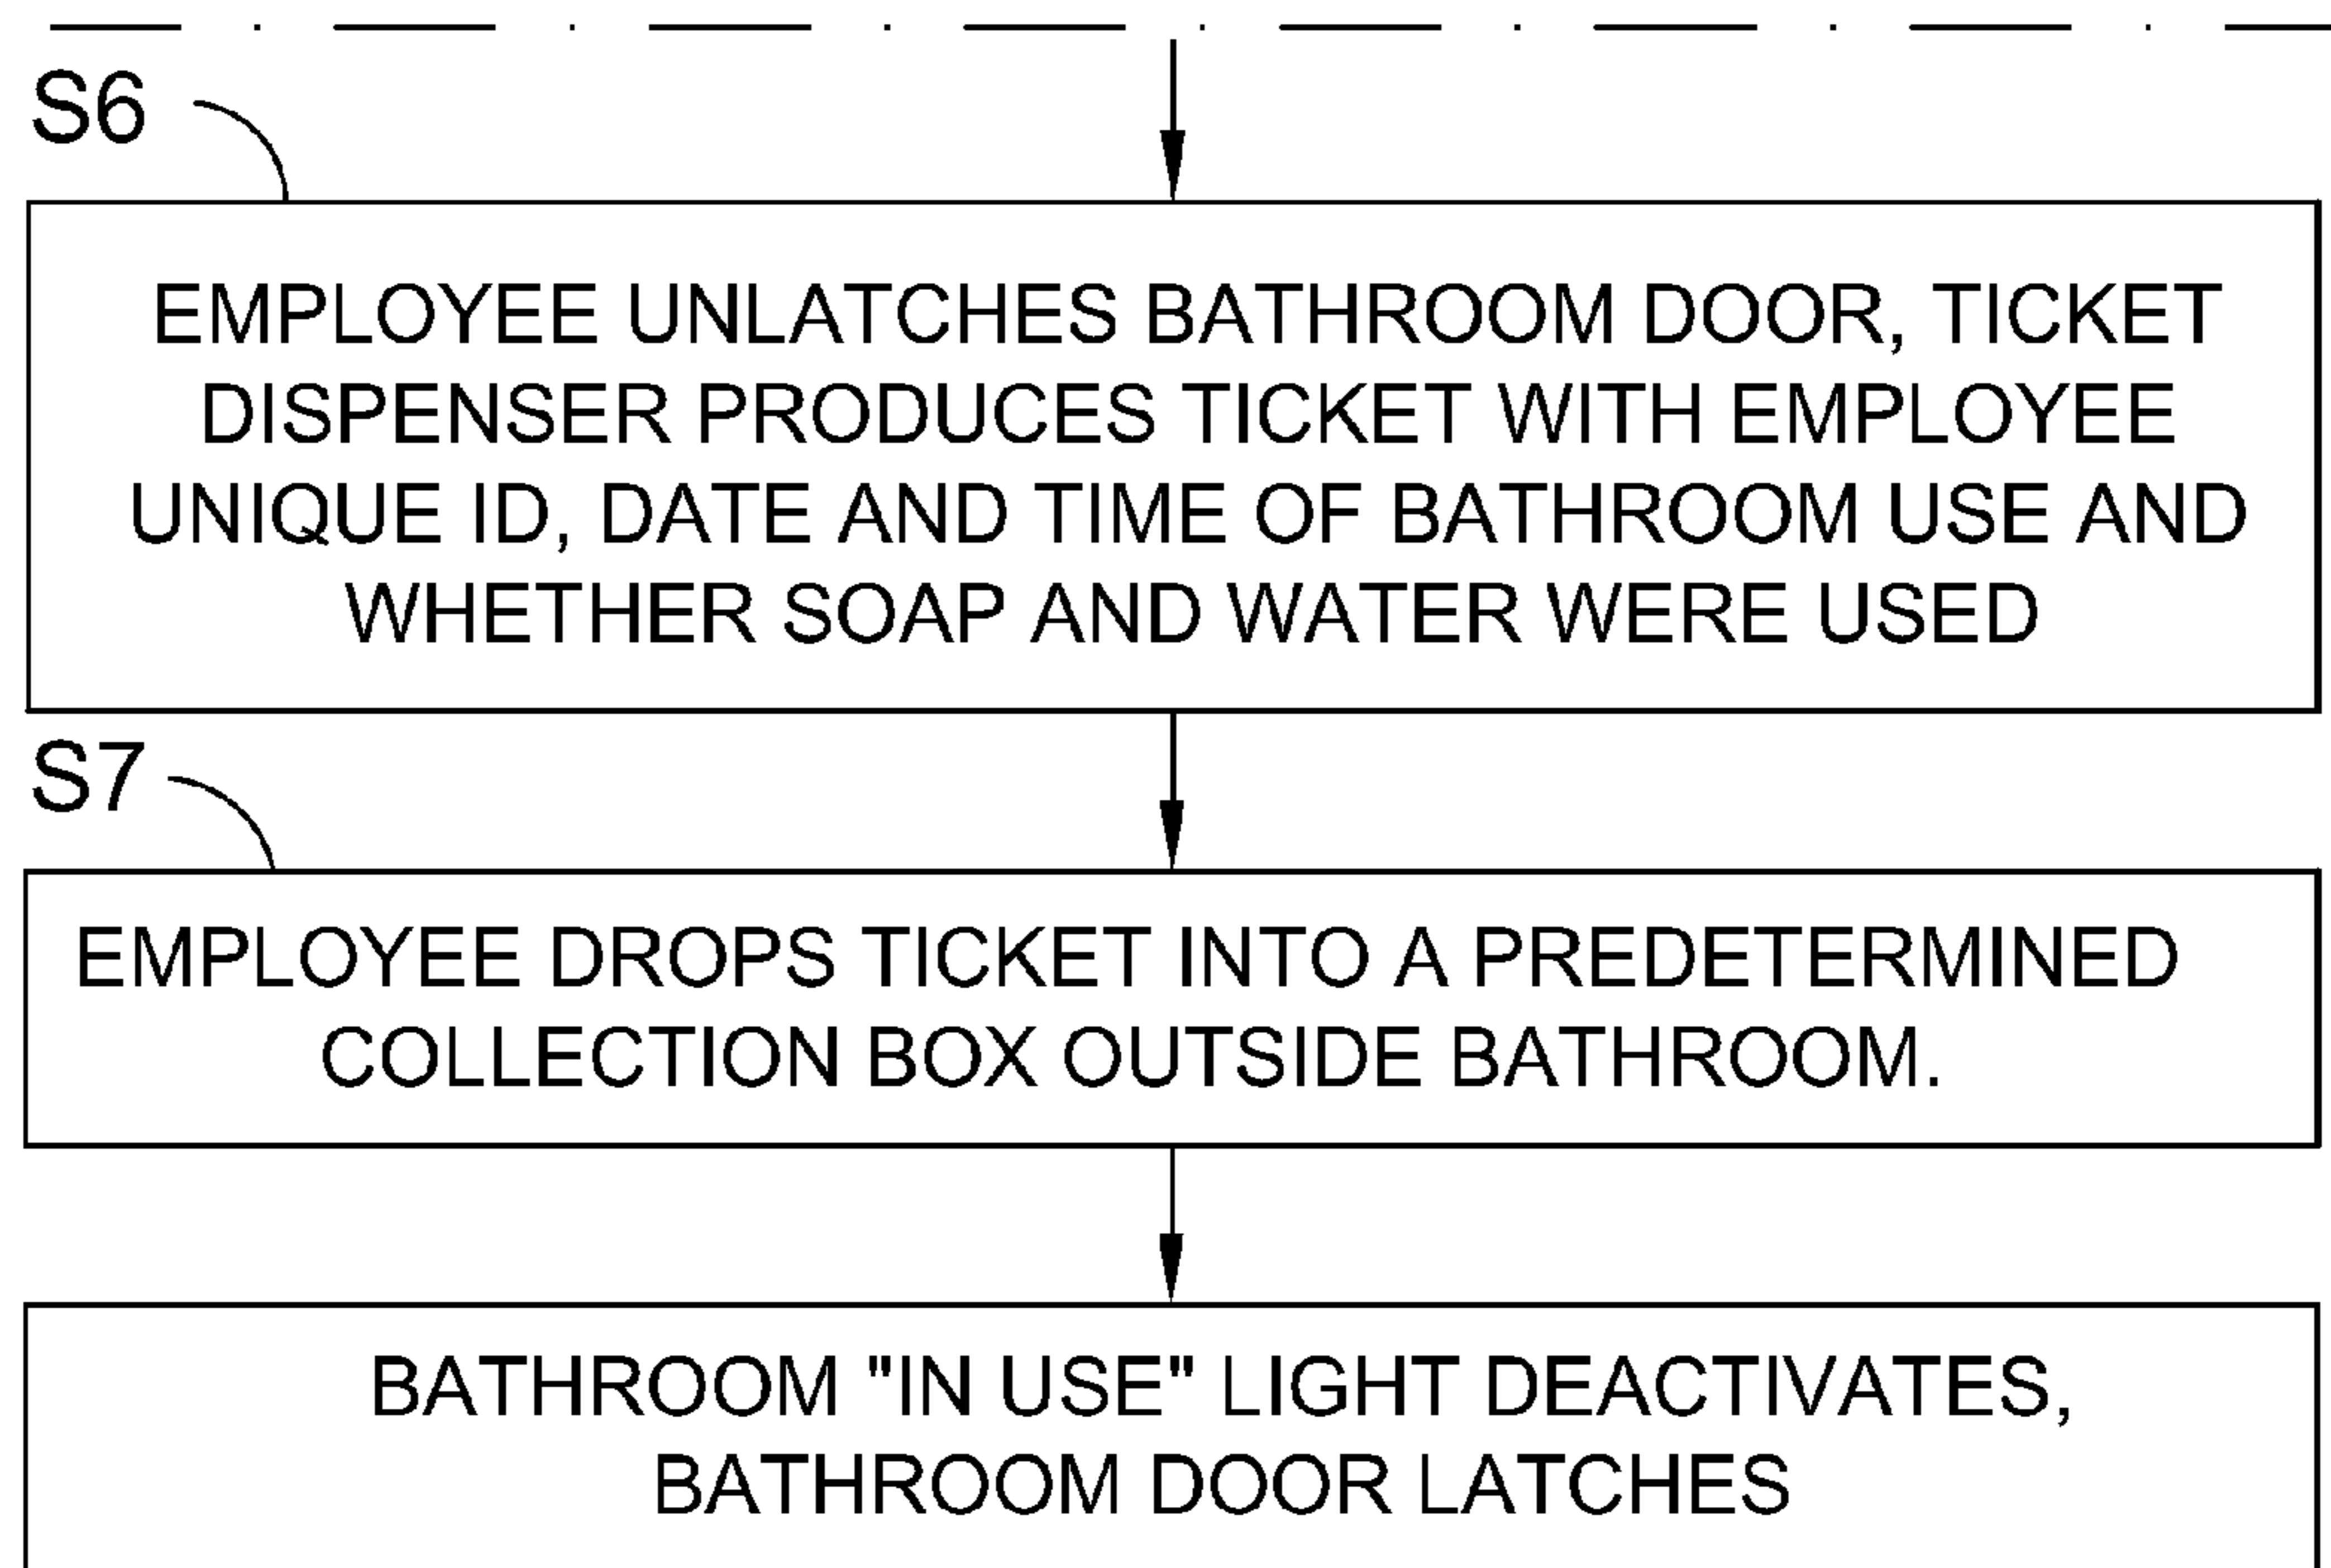 S6
EMPLOYEE UNLATCHES BATHROOM DOOR, TICKET
DISPENSER PRODUCES TICKET WITH EMPLOYEE
UNIQUE ID, DATE AND TIME OF BATHROOM USE AND
WHETHER SOAP AND WATER WERE USED
S7
EMPLOYEE DROPS TICKET INTO A PREDETERMINED
COLLECTION BOX OUTSIDE BATHROOM.
BATHROOM "IN USE" LIGHT DEACTIVATES,
BATHROOM DOOR LATCHES